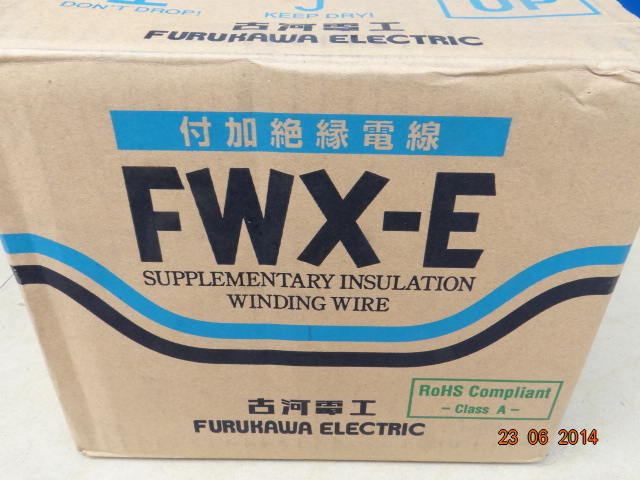 DON'T DROP!
KEEP DRY!
UP
古河電工
FURUKAWA ELECTRIC
付加絶縁電線
FWX-E
SUPPLEMENTARY INSULATION
WINDING WIRE
古河電工
FURUKAWA ELECTRIC
RoHS Compliant
- Class A -
23 06 2014